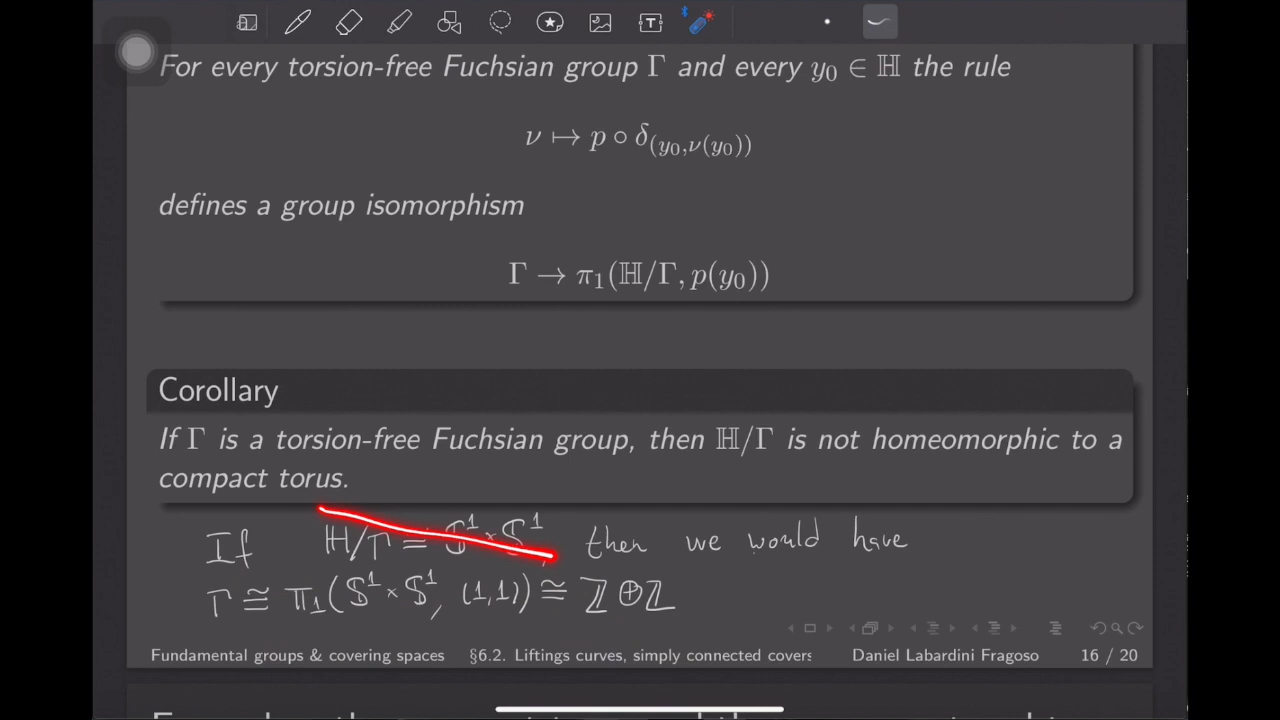 For every torsion-free Fuchsian group Γ and every y₀ ∈ ℍ the rule
ν ↦ p ∘ δ_(y₀,ν(y₀))
defines a group isomorphism
Γ → π₁(ℍ/Γ, p(y₀))
Corollary
If Γ is a torsion-free Fuchsian group, then ℍ/Γ is not homeomorphic to a
compact torus.
If ℍ/Γ ≅ 𝕊¹ × 𝕊¹, then we would have
Γ ≅ π₁(𝕊¹ × 𝕊¹, (1,1)) ≅ ℤ ⊕ ℤ
Fundamental groups & covering spaces §6.2. Liftings curves, simply connected covers Daniel Labardini Fragoso 16 / 20